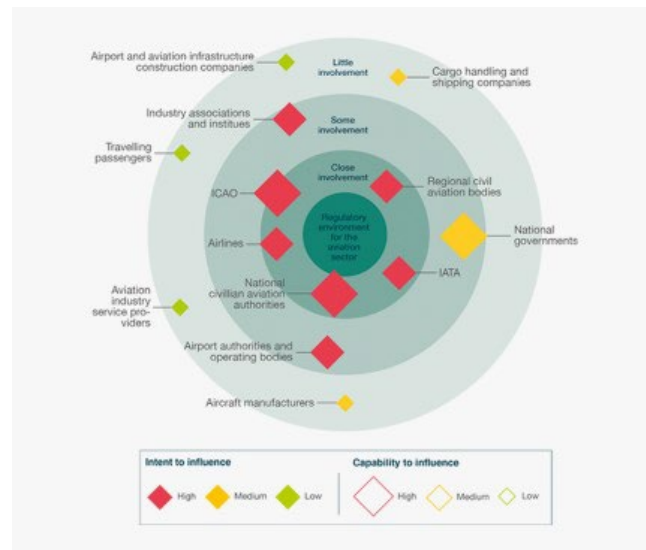 Airport and aviation infrastructure
construction companies
Little
involvement
Cargo handling and
shipping companies
Industry associations
and institues
Some
involvement
Travelling
passengers
Close
involvement
Regional civil
aviation bodies
ICAO
Regulatory
environment
for the
aviation
sector
National
governments
Airlines
IATA
National
civillian aviation
authorities
Aviation
industry
service pro-
viders
Airport authorities and
operating bodies
Aircraft manufacturers
Intent to influence
High
Medium
Low
Capability to influence
High
Medium
Low